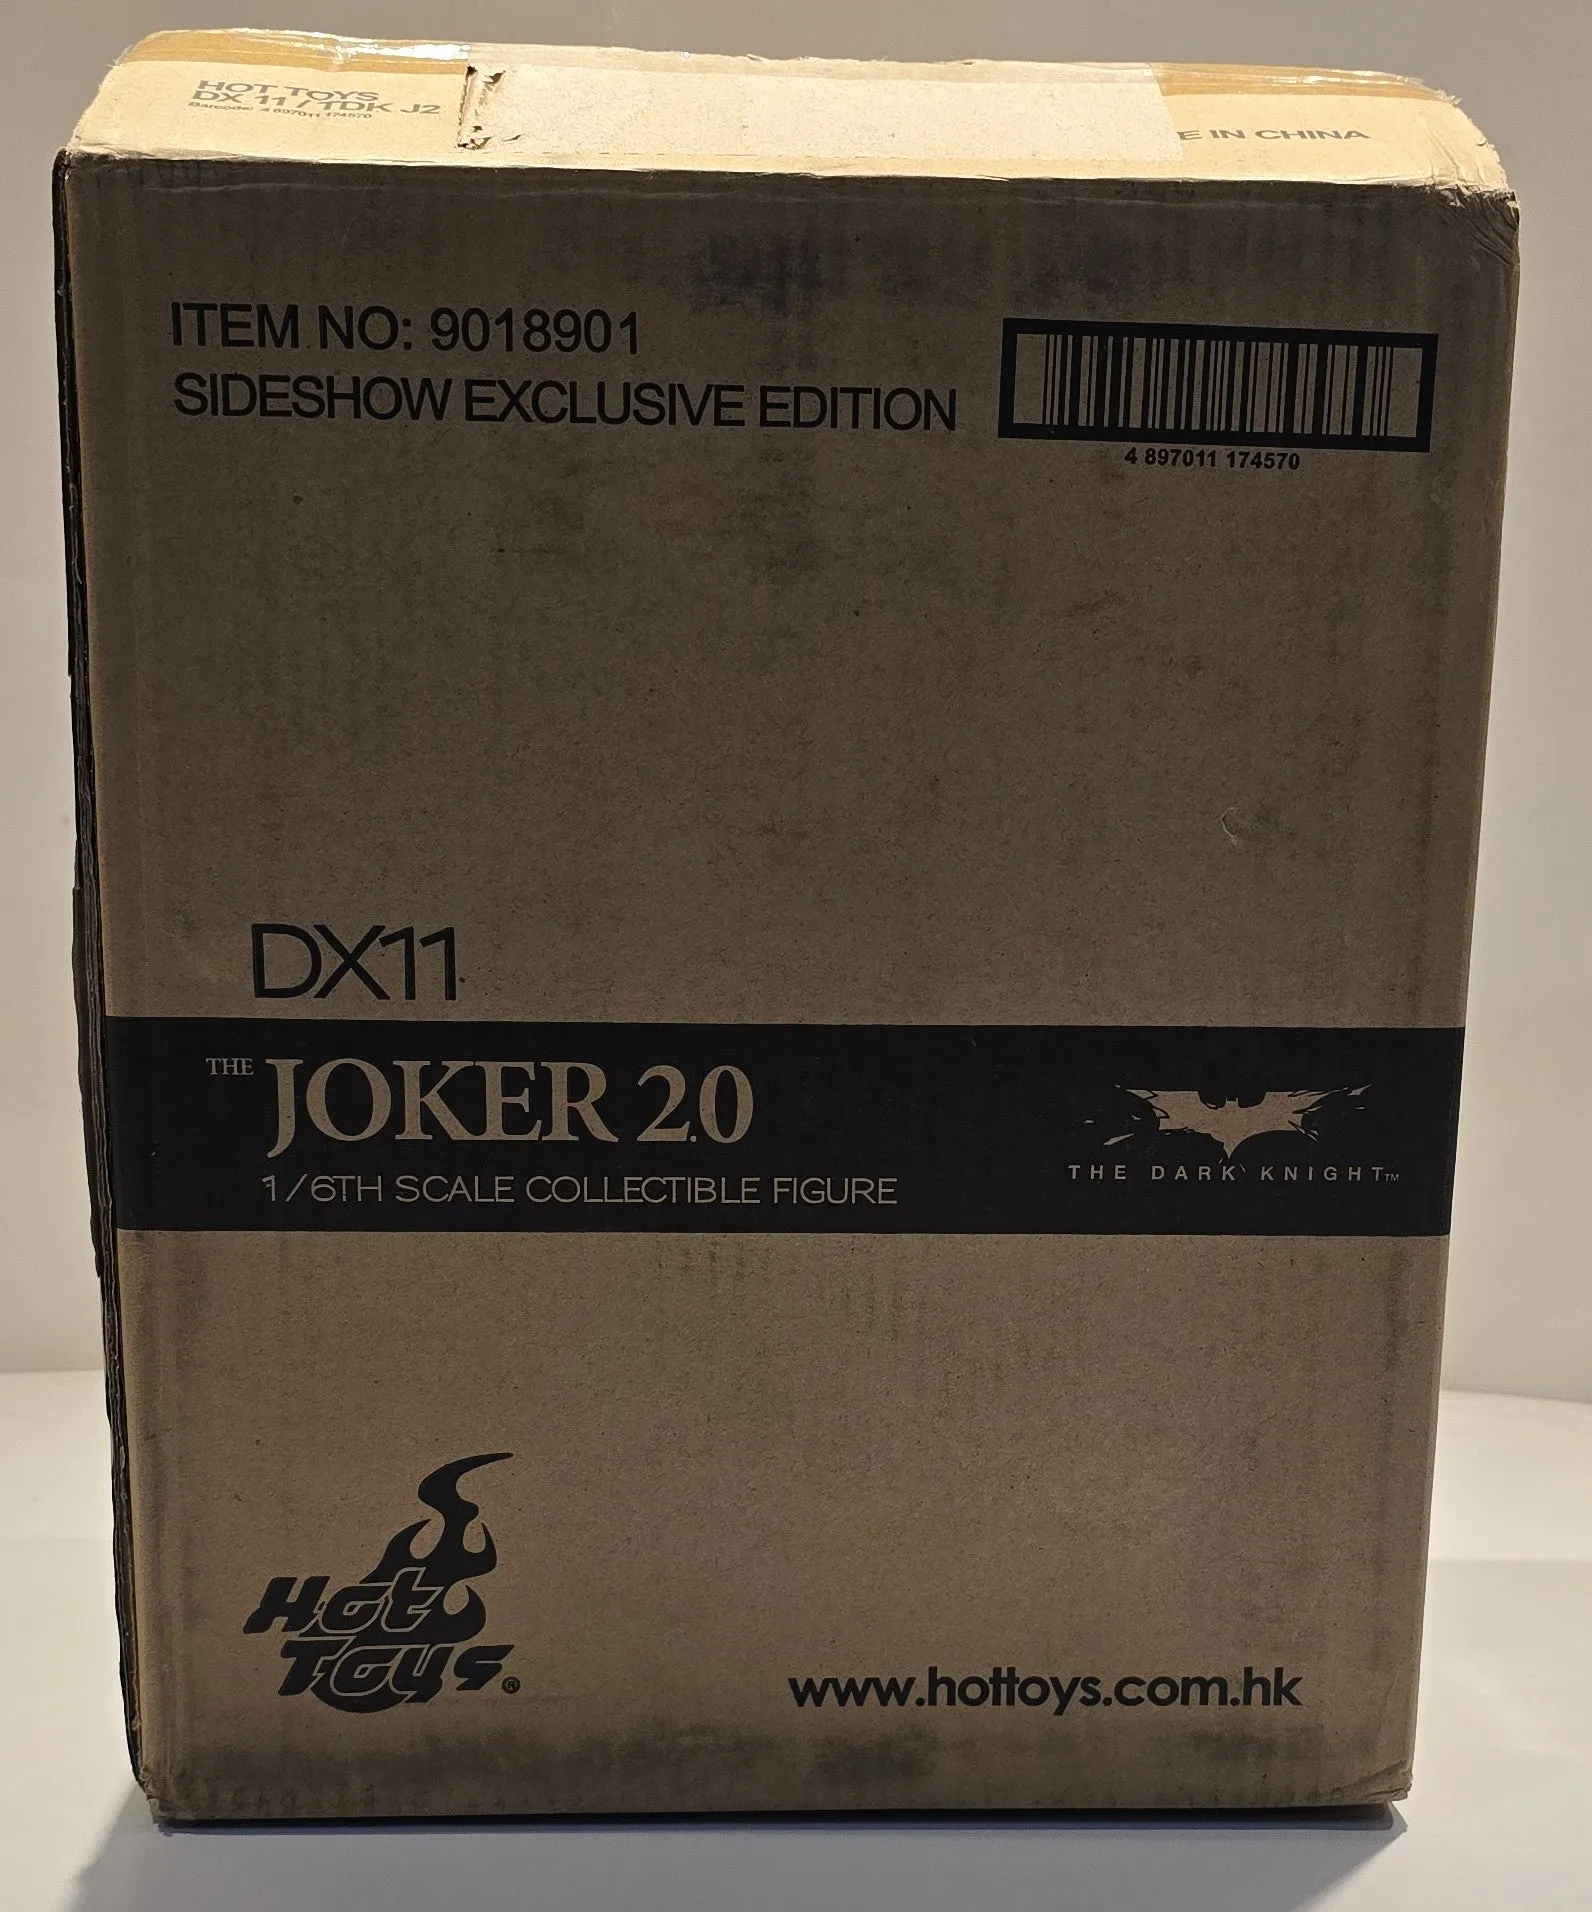 HOT TOYS
DX 11 / TDK J2
Barcode: 4 897011 174570
E IN CHINA
ITEM NO: 9018901
SIDESHOW EXCLUSIVE EDITION
4 897011 174570
DX11
THE JOKER 2.0
1/6TH SCALE COLLECTIBLE FIGURE
THE DARK KNIGHT™
Hot
Toys®
www.hottoys.com.hk